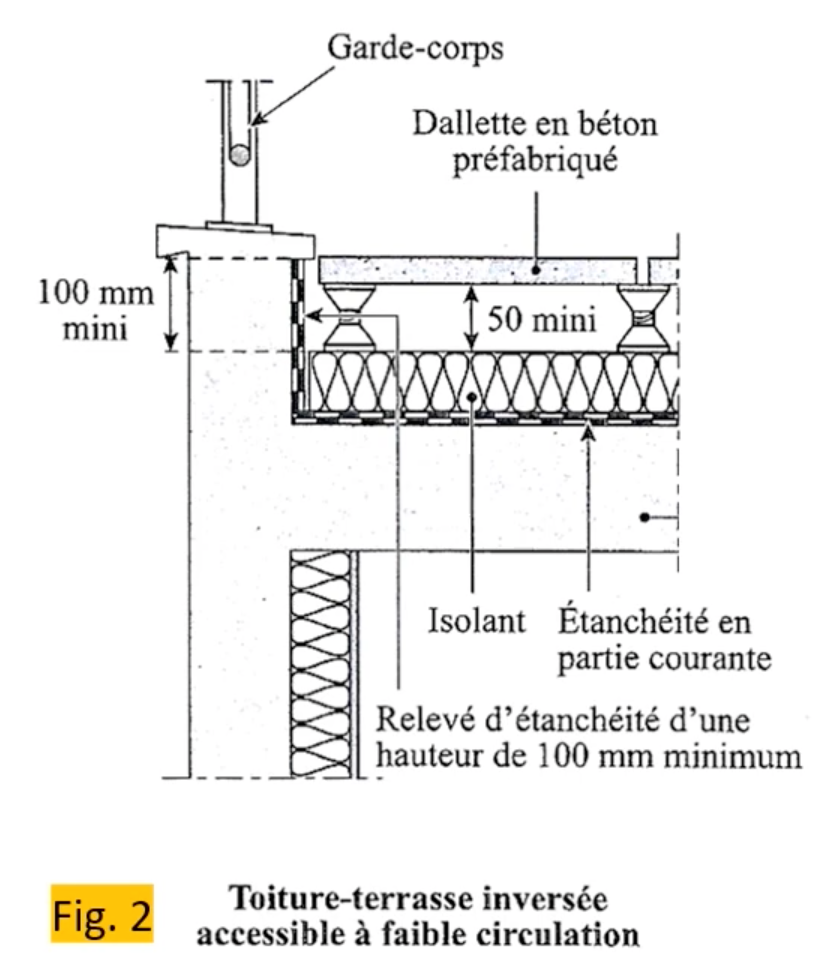 Garde-corps
Dallette en béton
préfabriqué
100 mm
mini
50 mini
Isolant
Étanchéité en
partie courante
Relevé d'étanchéité d'une
hauteur de 100 mm minimum
Fig. 2
Toiture-terrasse inversée
accessible à faible circulation